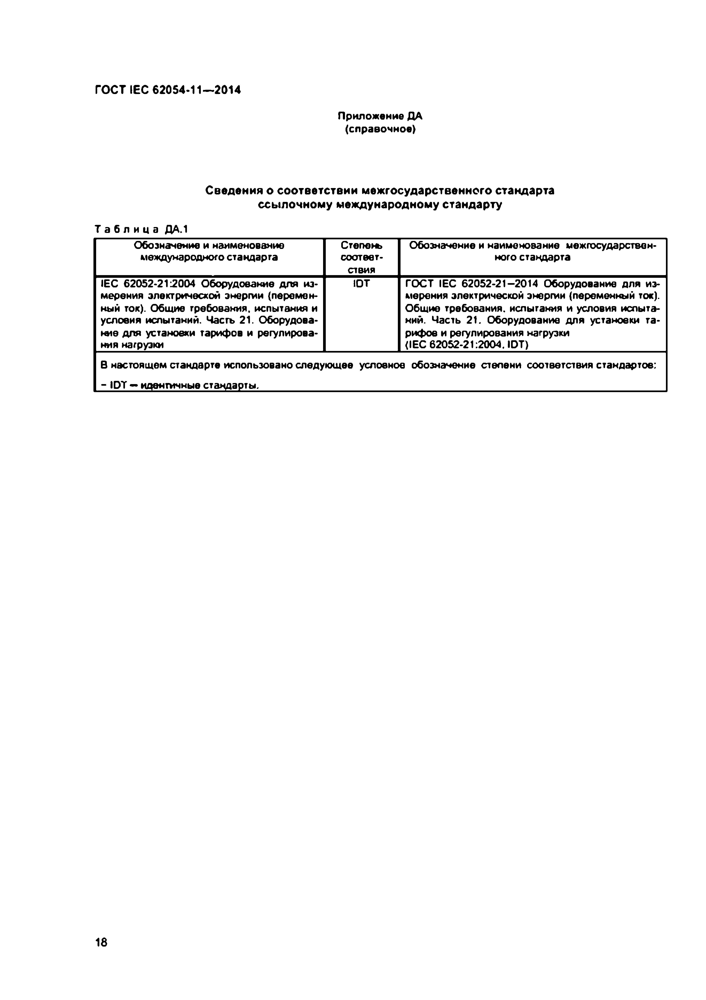 ГОСТ IEC 62054-11—2014
Приложение ДА
(справочное)
Сведения о соответствии межгосударственного стандарта
ссылочному международному стандарту
Таблица ДА.1
Обозначение и наименование
международного стандарта
Степень
соответ-
ствия
Обозначение и наименование межгосударствен-
ного стандарта
IEC 62052-21:2004 Оборудование для из-
мерения электрической энергии (перемен-
ный ток). Общие требования, испытания и
условия испытаний. Часть 21. Оборудова-
ние для установки тарифов и регулирова-
ния нагрузки
IDT
ГОСТ IEC 62052-21—2014 Оборудование для из-
мерения электрической энергии (переменный ток).
Общие требования, испытания и условия испыта-
ний. Часть 21. Оборудование для установки та-
рифов и регулирования нагрузки
(IEC 62052-21:2004, IDT)
В настоящем стандарте использовано следующее условное обозначение степени соответствия стандартов:
- IDT — идентичные стандарты.
18